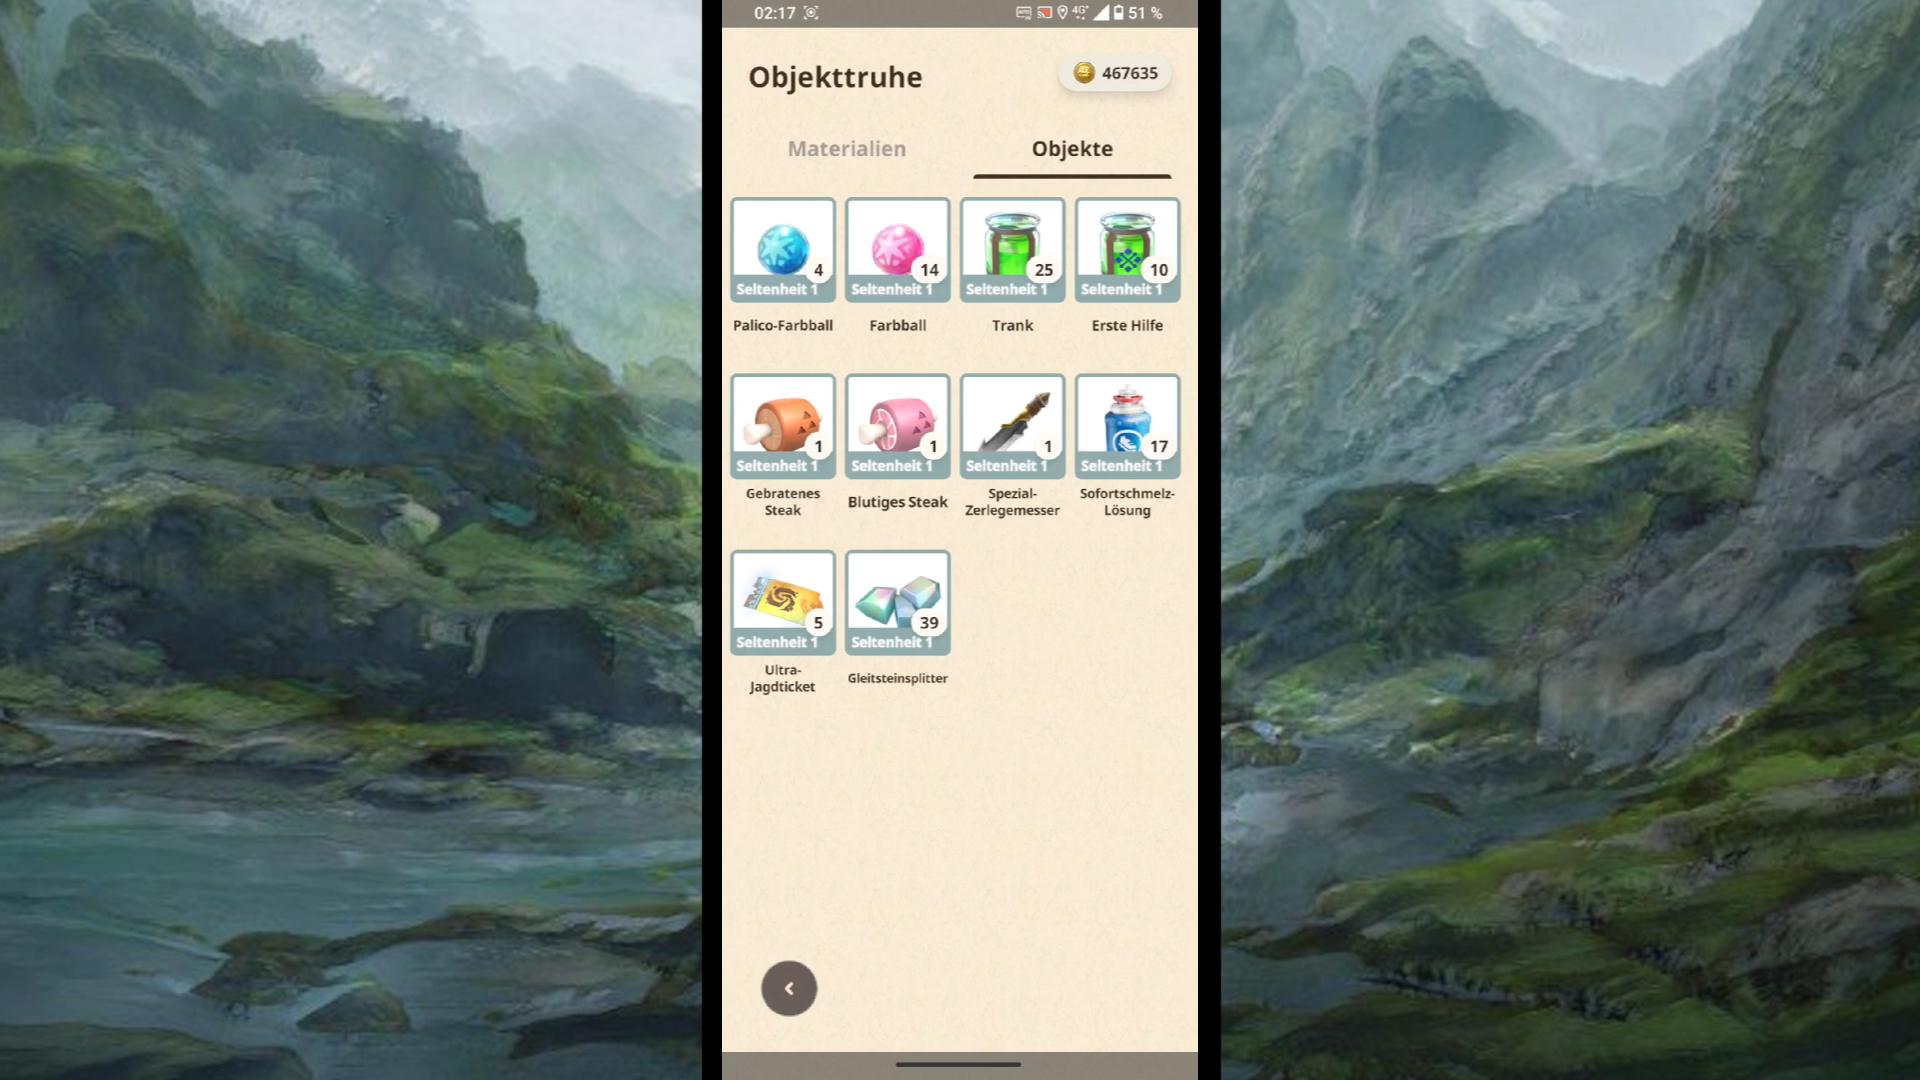 02:17
4G+
51 %
Objekttruhe
467635
Materialien
Objekte
4
14
25
10
Seltenheit 1
Seltenheit 1
Seltenheit 1
Seltenheit 1
Palico-Farbball
Farbball
Trank
Erste Hilfe
1
1
1
17
Seltenheit 1
Seltenheit 1
Seltenheit 1
Seltenheit 1
Gebratenes
Steak
Blutiges Steak
Spezial-
Zerlegemesser
Sofortschmelz-
Lösung
5
39
Seltenheit 1
Seltenheit 1
Ultra-
Jagdticket
Gleitsteinsplitter